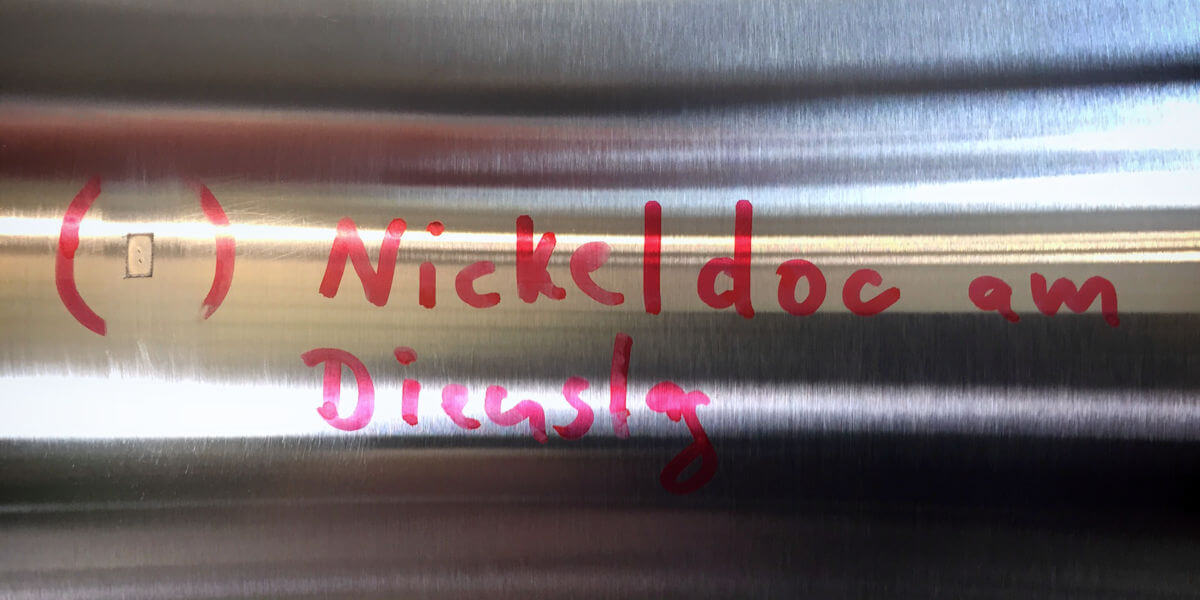 ( ) Nickeldoc am
Dienstag